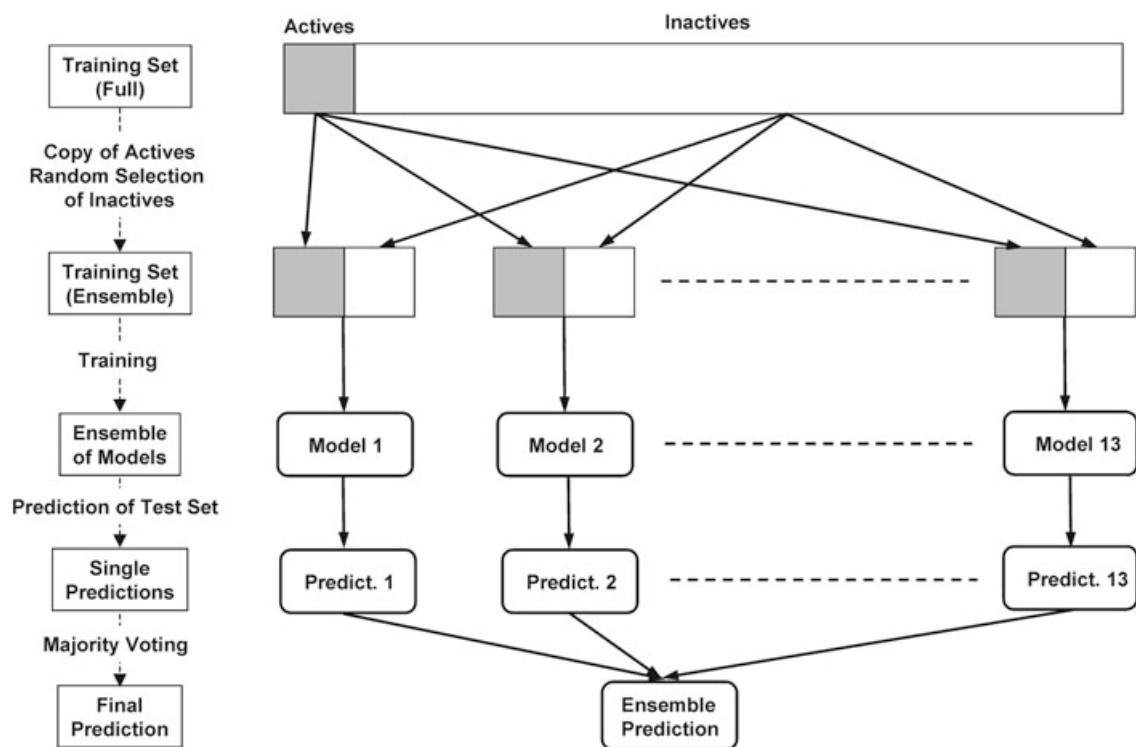 Actives
Inactives
Training Set
(Full)
Copy of Actives
Random Selection
of Inactives
Training Set
(Ensemble)
Training
Ensemble
of Models
Model 1
Model 2
Model 13
Prediction of Test Set
Single
Predictions
Predict. 1
Predict. 2
Predict. 13
Majority Voting
Final
Prediction
Ensemble
Prediction